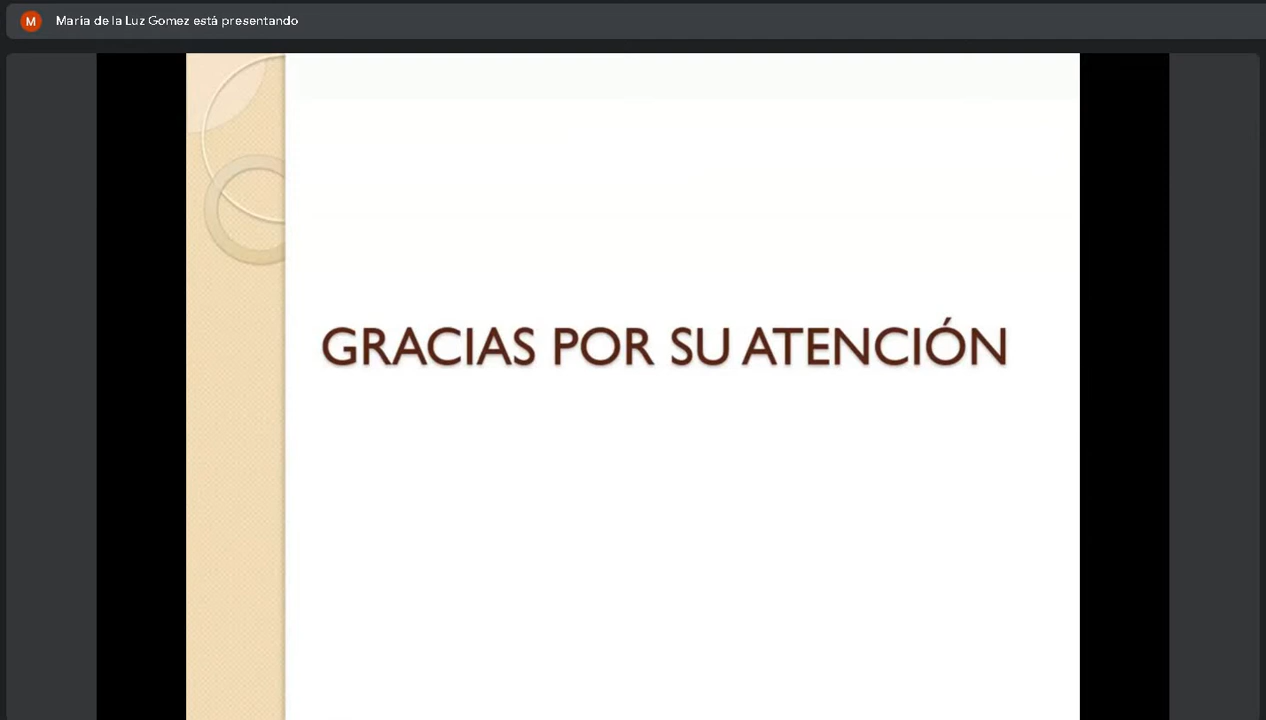 M
Maria de la Luz Gomez está presentando
GRACIAS POR SU ATENCIÓN